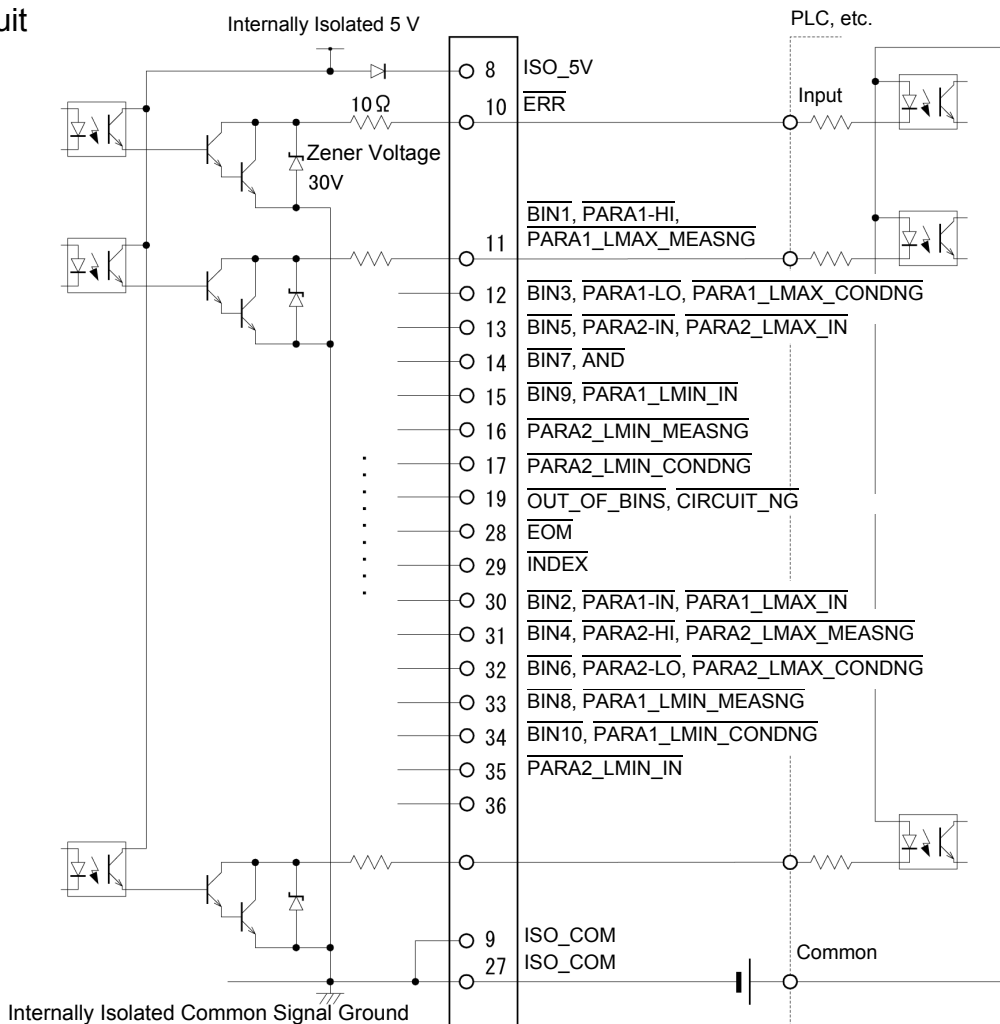 uit
Internally Isolated 5 V
PLC, etc.
8 ISO_5V
10 ERR
10Ω
Input
Zener Voltage
30V
BIN1, PARA1-HI,
11 PARA1_LMAX_MEASNG
12 BIN3, PARA1-LO, PARA1_LMAX_CONDNG
13 BIN5, PARA2-IN, PARA2_LMAX_IN
14 BIN7, AND
15 BIN9, PARA1_LMIN_IN
16 PARA2_LMIN_MEASNG
17 PARA2_LMIN_CONDNG
19 OUT_OF_BINS, CIRCUIT_NG
28 EOM
29 INDEX
30 BIN2, PARA1-IN, PARA1_LMAX_IN
31 BIN4, PARA2-HI, PARA2_LMAX_MEASNG
32 BIN6, PARA2-LO, PARA2_LMAX_CONDNG
33 BIN8, PARA1_LMIN_MEASNG
34 BIN10, PARA1_LMIN_CONDNG
35 PARA2_LMIN_IN
36
9 ISO_COM
27 ISO_COM
Common
Internally Isolated Common Signal Ground